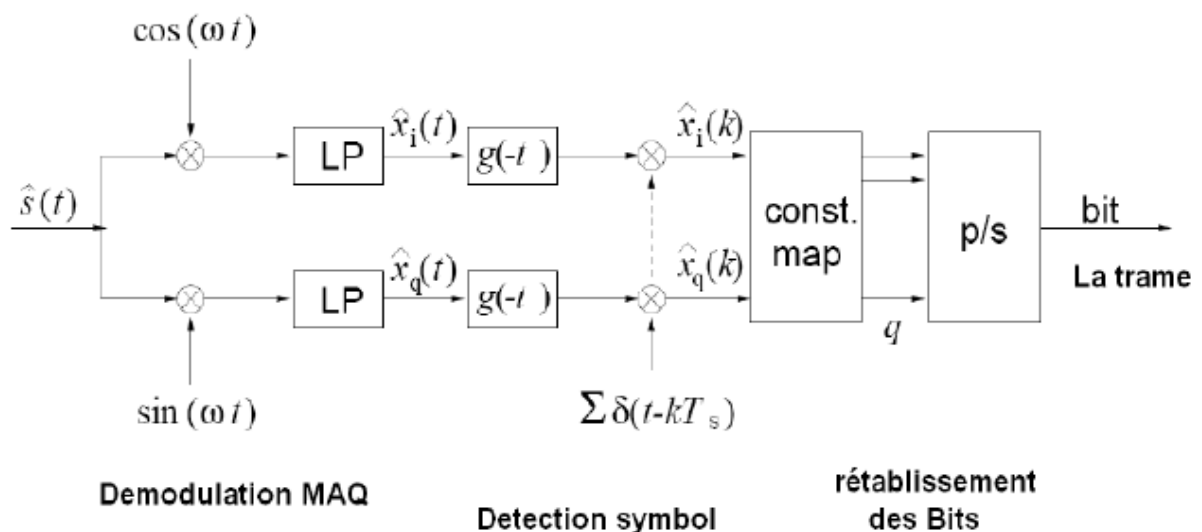 cos(ωt)
ŝ(t)
LP
x̂i(t)
g(-t )
x̂i(k)
const.
map
p/s
bit
La trame
LP
x̂q(t)
g(-t )
x̂q(k)
q
sin(ωt)
Σ δ(t-kTs)
Demodulation MAQ
Detection symbol
rétablissement
des Bits